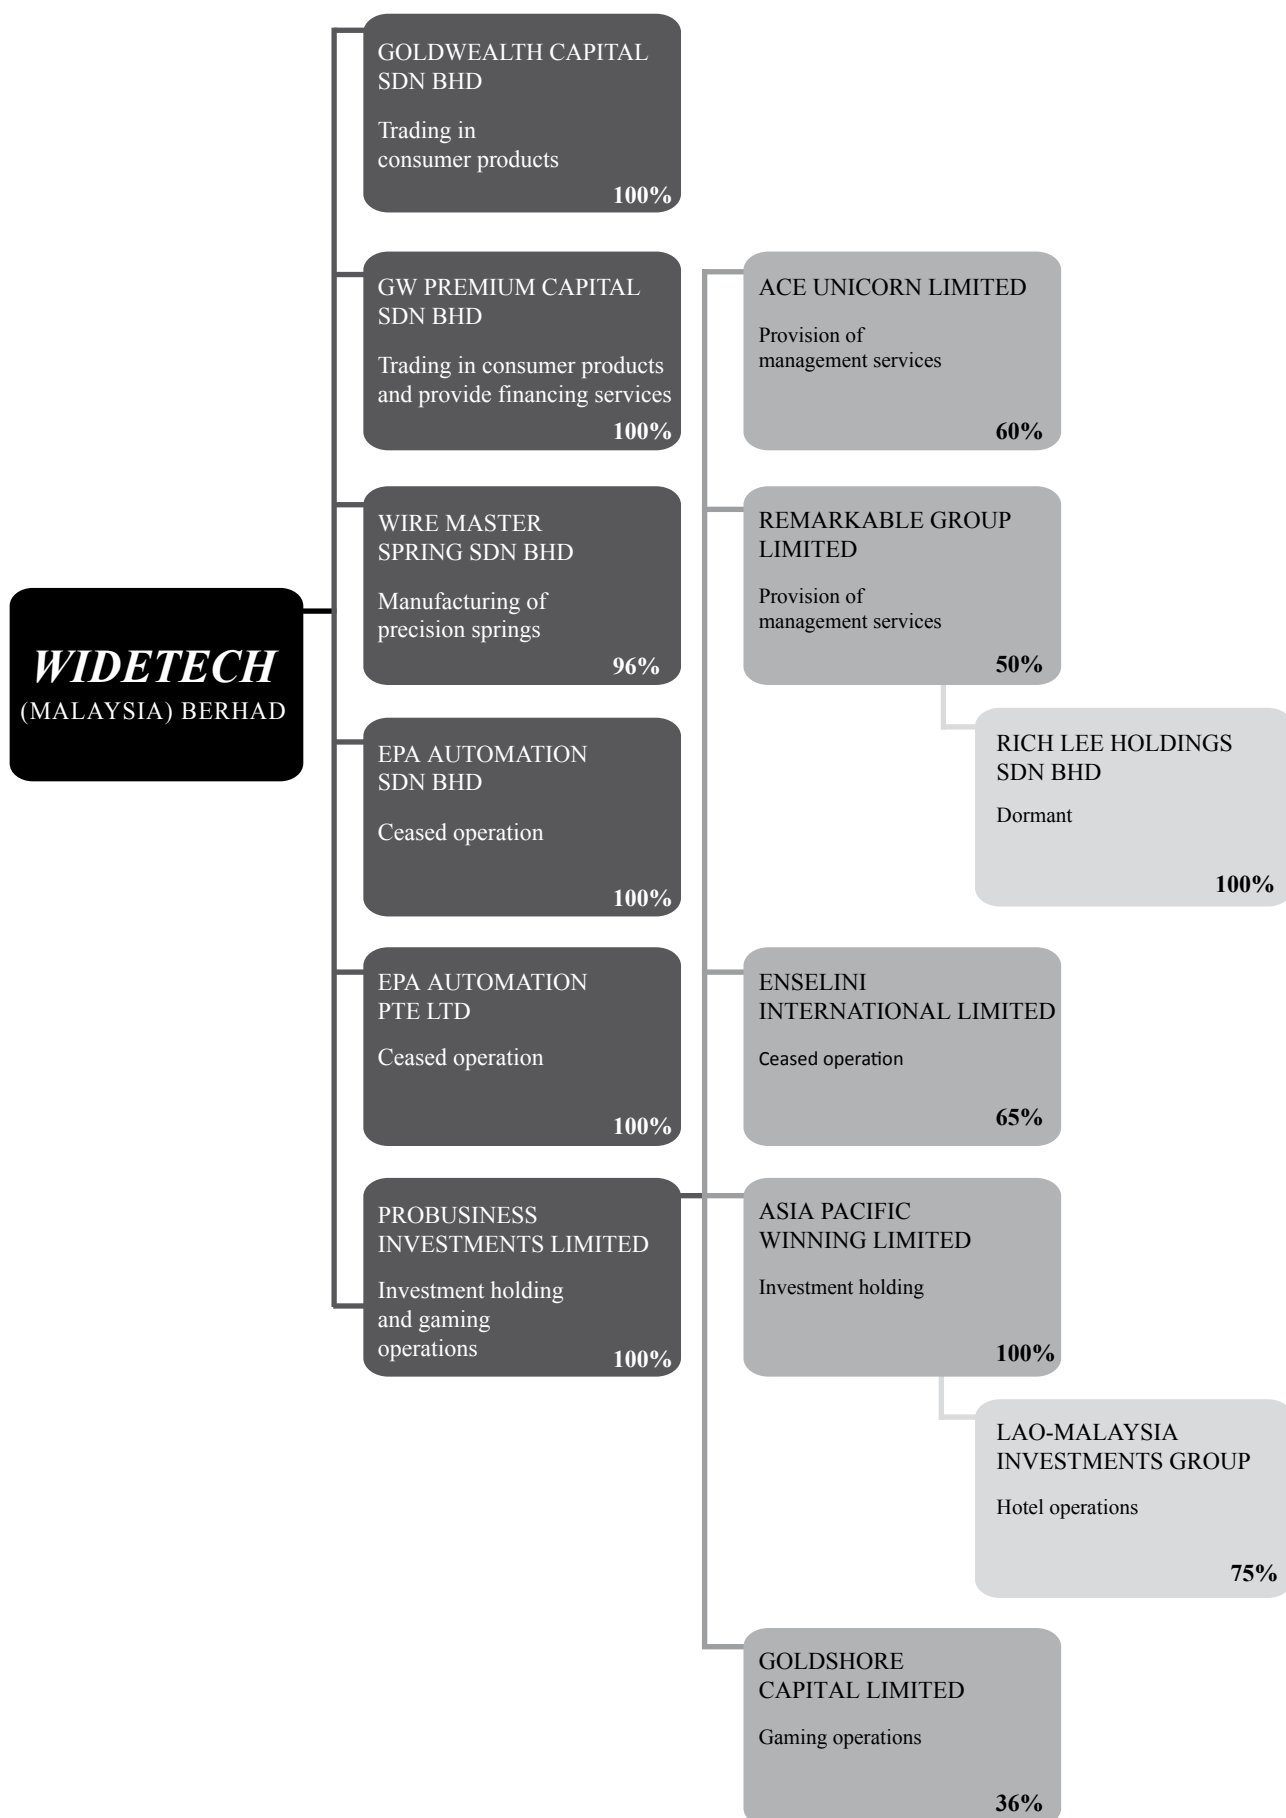 WIDETECH
(MALAYSIA) BERHAD
GOLDWEALTH CAPITAL
SDN BHD
Trading in
consumer products
100%
GW PREMIUM CAPITAL
SDN BHD
Trading in consumer products
and provide financing services
100%
WIRE MASTER
SPRING SDN BHD
Manufacturing of
precision springs
96%
EPA AUTOMATION
SDN BHD
Ceased operation
100%
EPA AUTOMATION
PTE LTD
Ceased operation
100%
PROBUSINESS
INVESTMENTS LIMITED
Investment holding
and gaming
operations
100%
ACE UNICORN LIMITED
Provision of
management services
60%
REMARKABLE GROUP
LIMITED
Provision of
management services
50%
RICH LEE HOLDINGS
SDN BHD
Dormant
100%
ENSELINI
INTERNATIONAL LIMITED
Ceased operation
65%
ASIA PACIFIC
WINNING LIMITED
Investment holding
100%
LAO-MALAYSIA
INVESTMENTS GROUP
Hotel operations
75%
GOLDSHORE
CAPITAL LIMITED
Gaming operations
36%